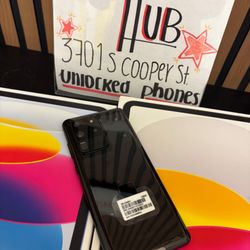 HUB
3701 S COOPER St.
UNLOCKED PHONES